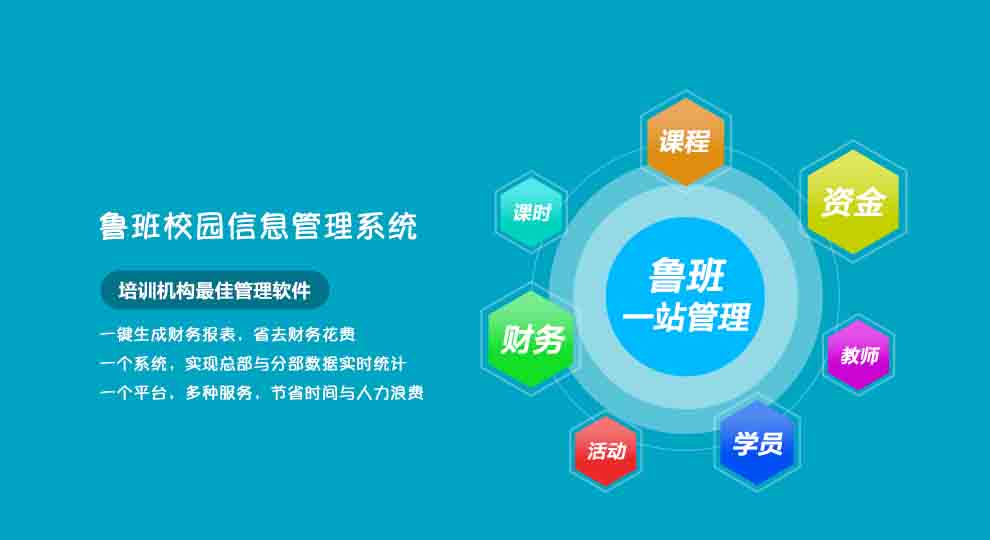 鲁班校园信息管理系统
培训机构最佳管理软件
一键生成财务报表，省去财务花费
一个系统，实现总部与分部数据实时统计
一个平台，多种服务，节省时间与人力浪费
课程
资金
课时
鲁班
一站管理
财务
教师
学员
活动